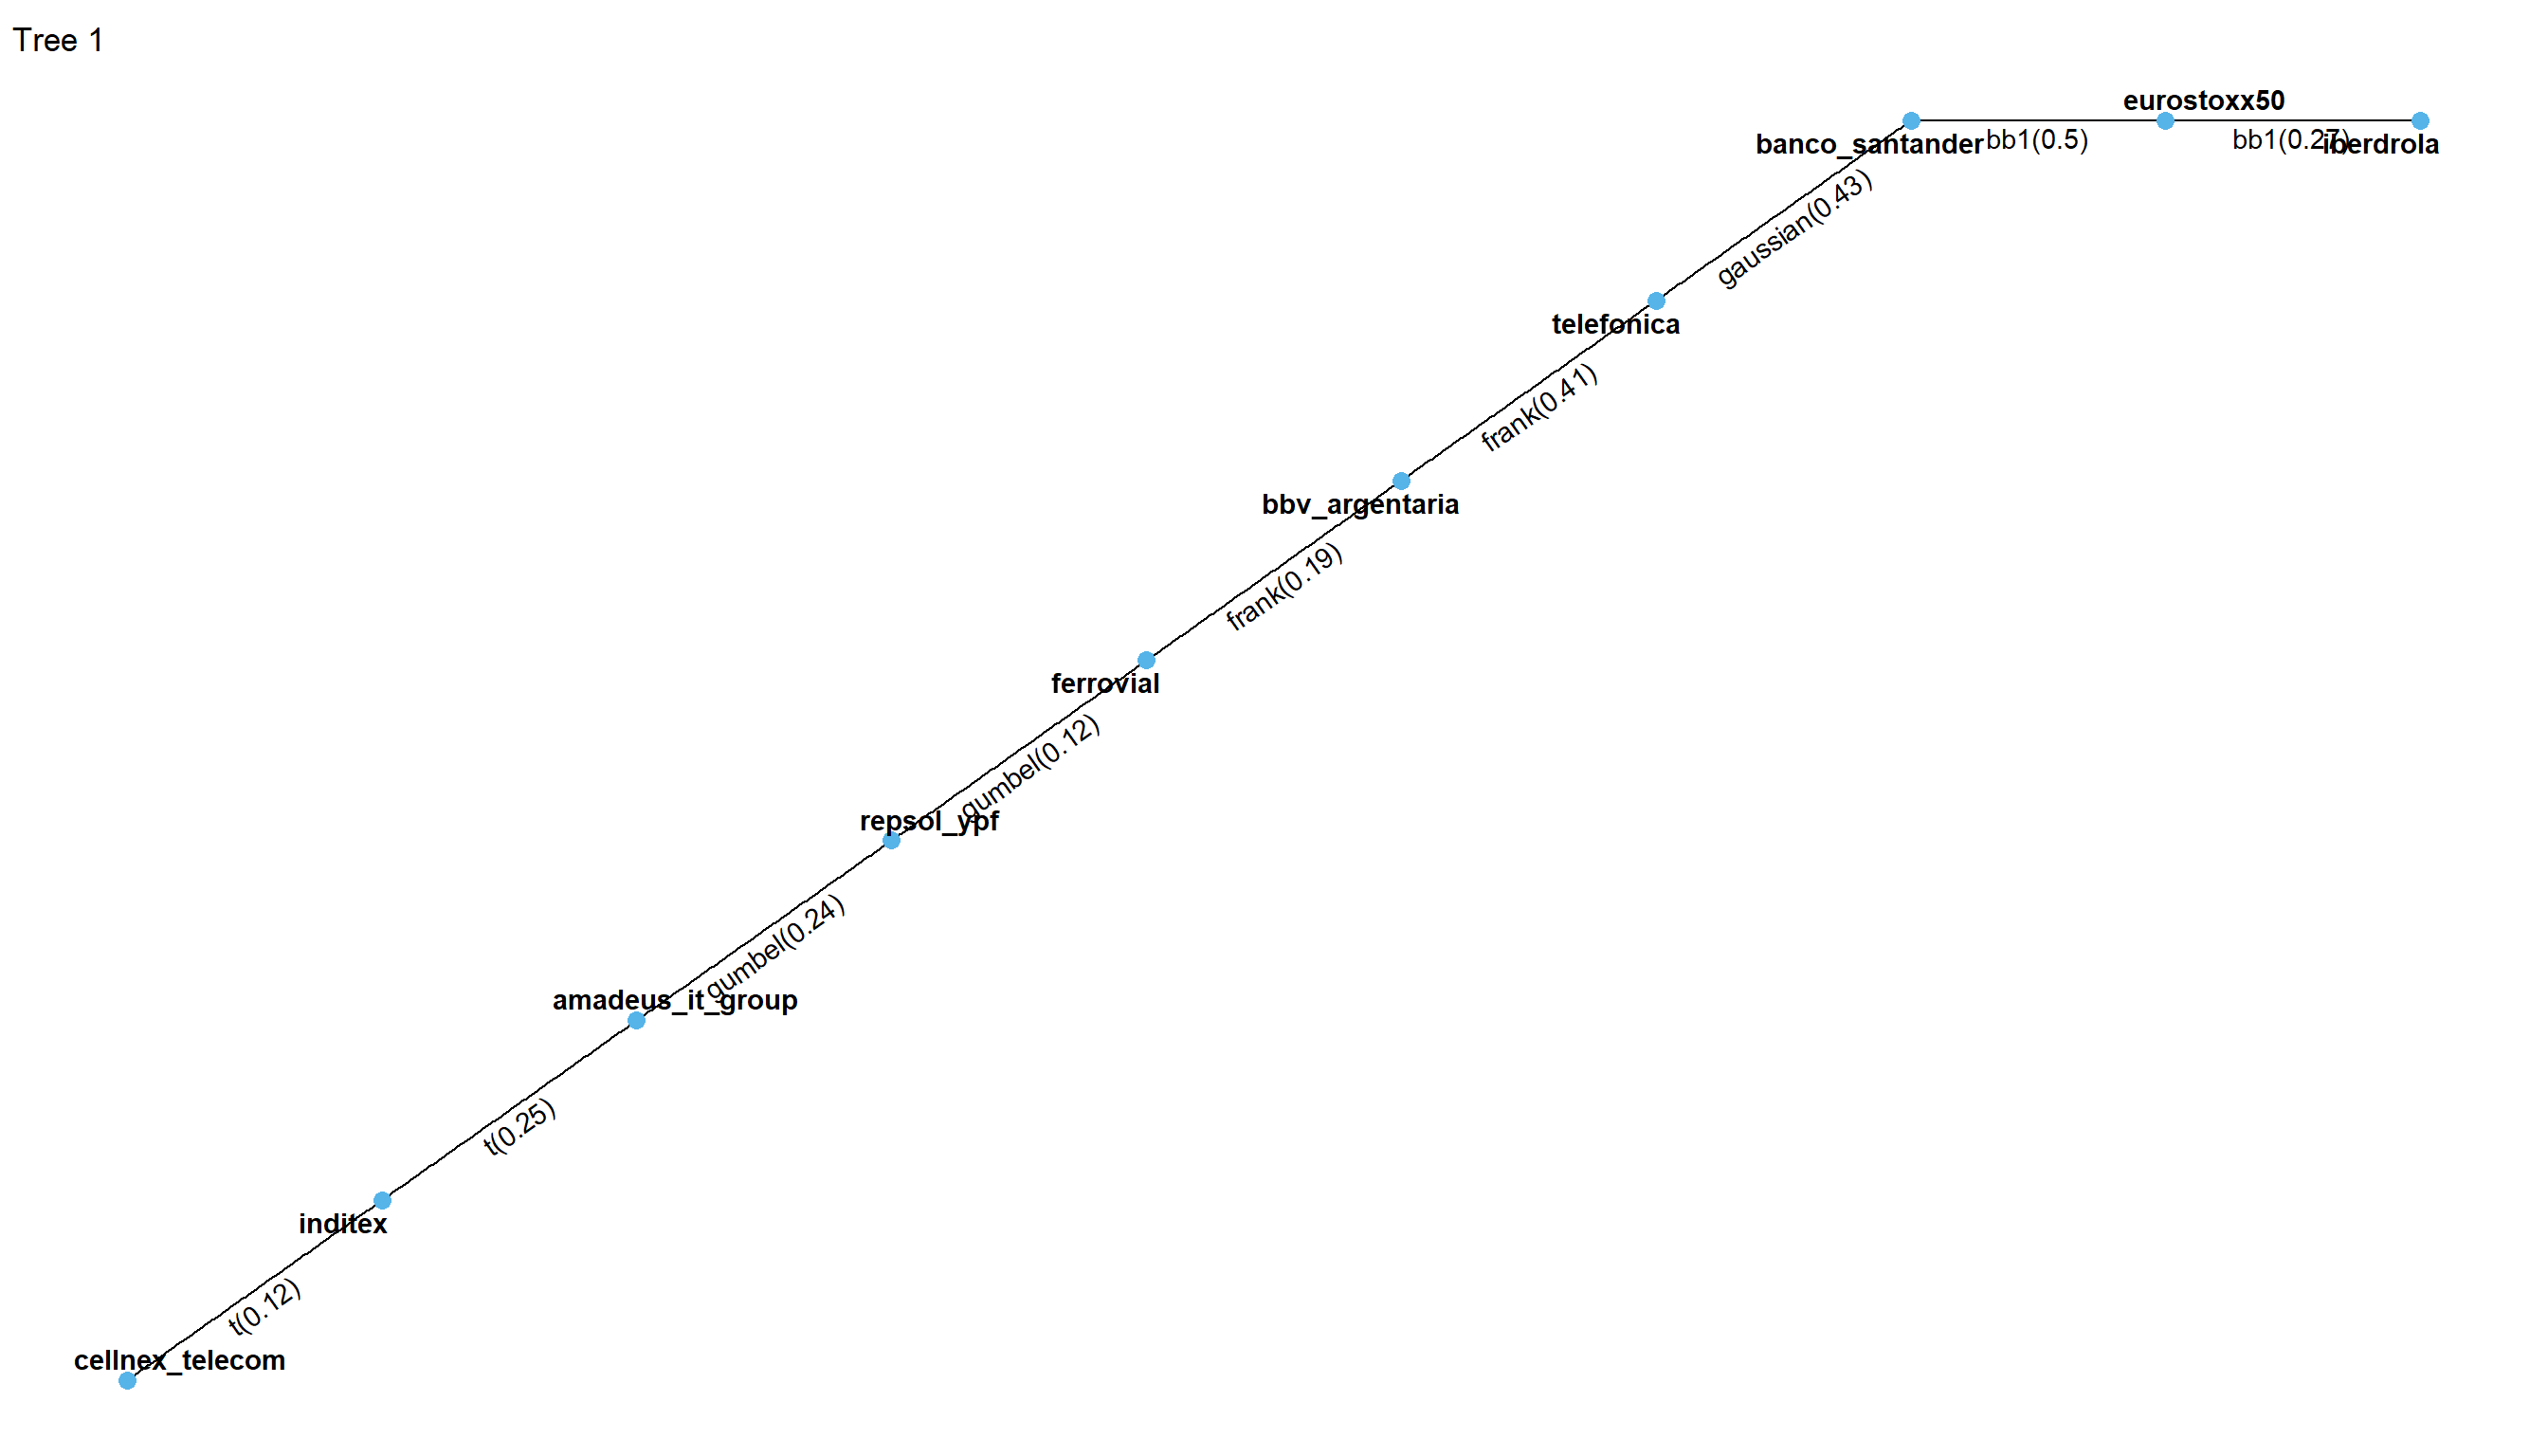 Tree 1
eurostoxx50
banco_santander
bb1(0.5)
bb1(0.27)
iberdrola
gaussian(0.43)
telefonica
frank(0.41)
bbv_argentaria
frank(0.19)
ferrovial
gumbel(0.12)
repsol_ypf
gumbel(0.24)
amadeus_it_group
t(0.25)
inditex
t(0.12)
cellnex_telecom